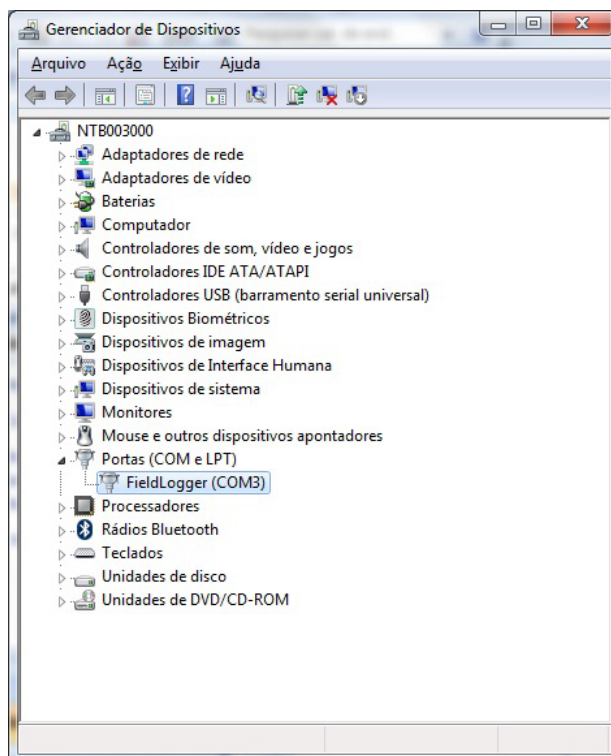 Gerenciador de Dispositivos
Arquivo Ação Exibir Ajuda
NTB003000
Adaptadores de rede
Adaptadores de vídeo
Baterias
Computador
Controladores de som, vídeo e jogos
Controladores IDE ATA/ATAPI
Controladores USB (barramento serial universal)
Dispositivos Biométricos
Dispositivos de imagem
Dispositivos de Interface Humana
Dispositivos de sistema
Monitores
Mouse e outros dispositivos apontadores
Portas (COM e LPT)
FieldLogger (COM3)
Processadores
Rádios Bluetooth
Teclados
Unidades de disco
Unidades de DVD/CD-ROM